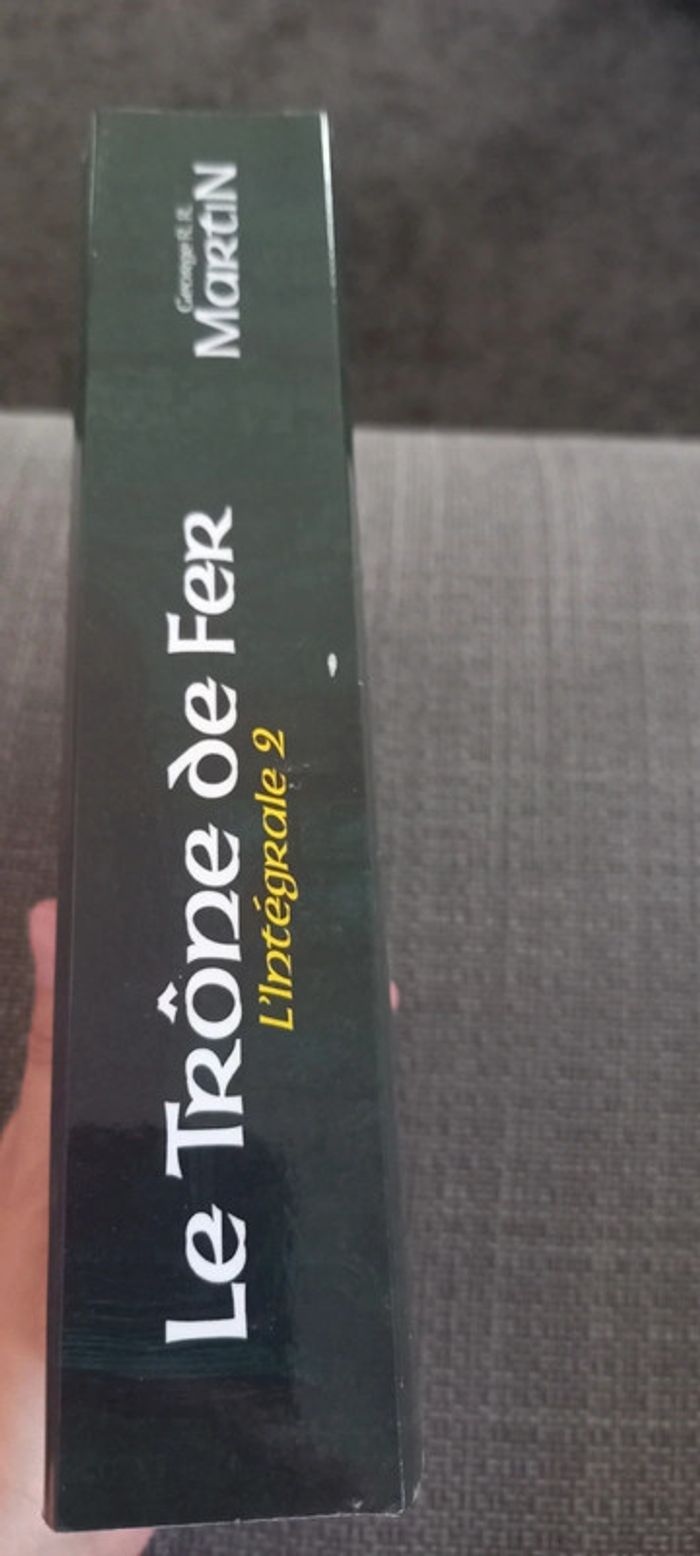 Le Trône de Fer
L'Intégrale 2
George R. R.
Martin